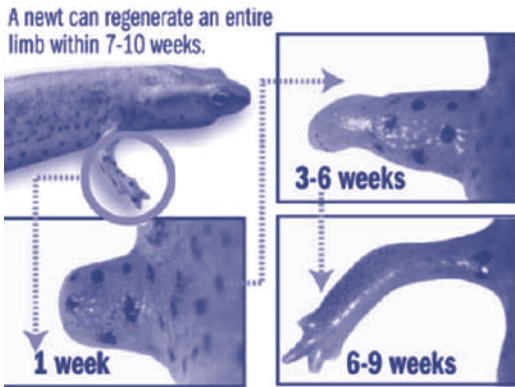 A newt can regenerate an entire
limb within 7-10 weeks.
3-6 weeks
1 week
6-9 weeks